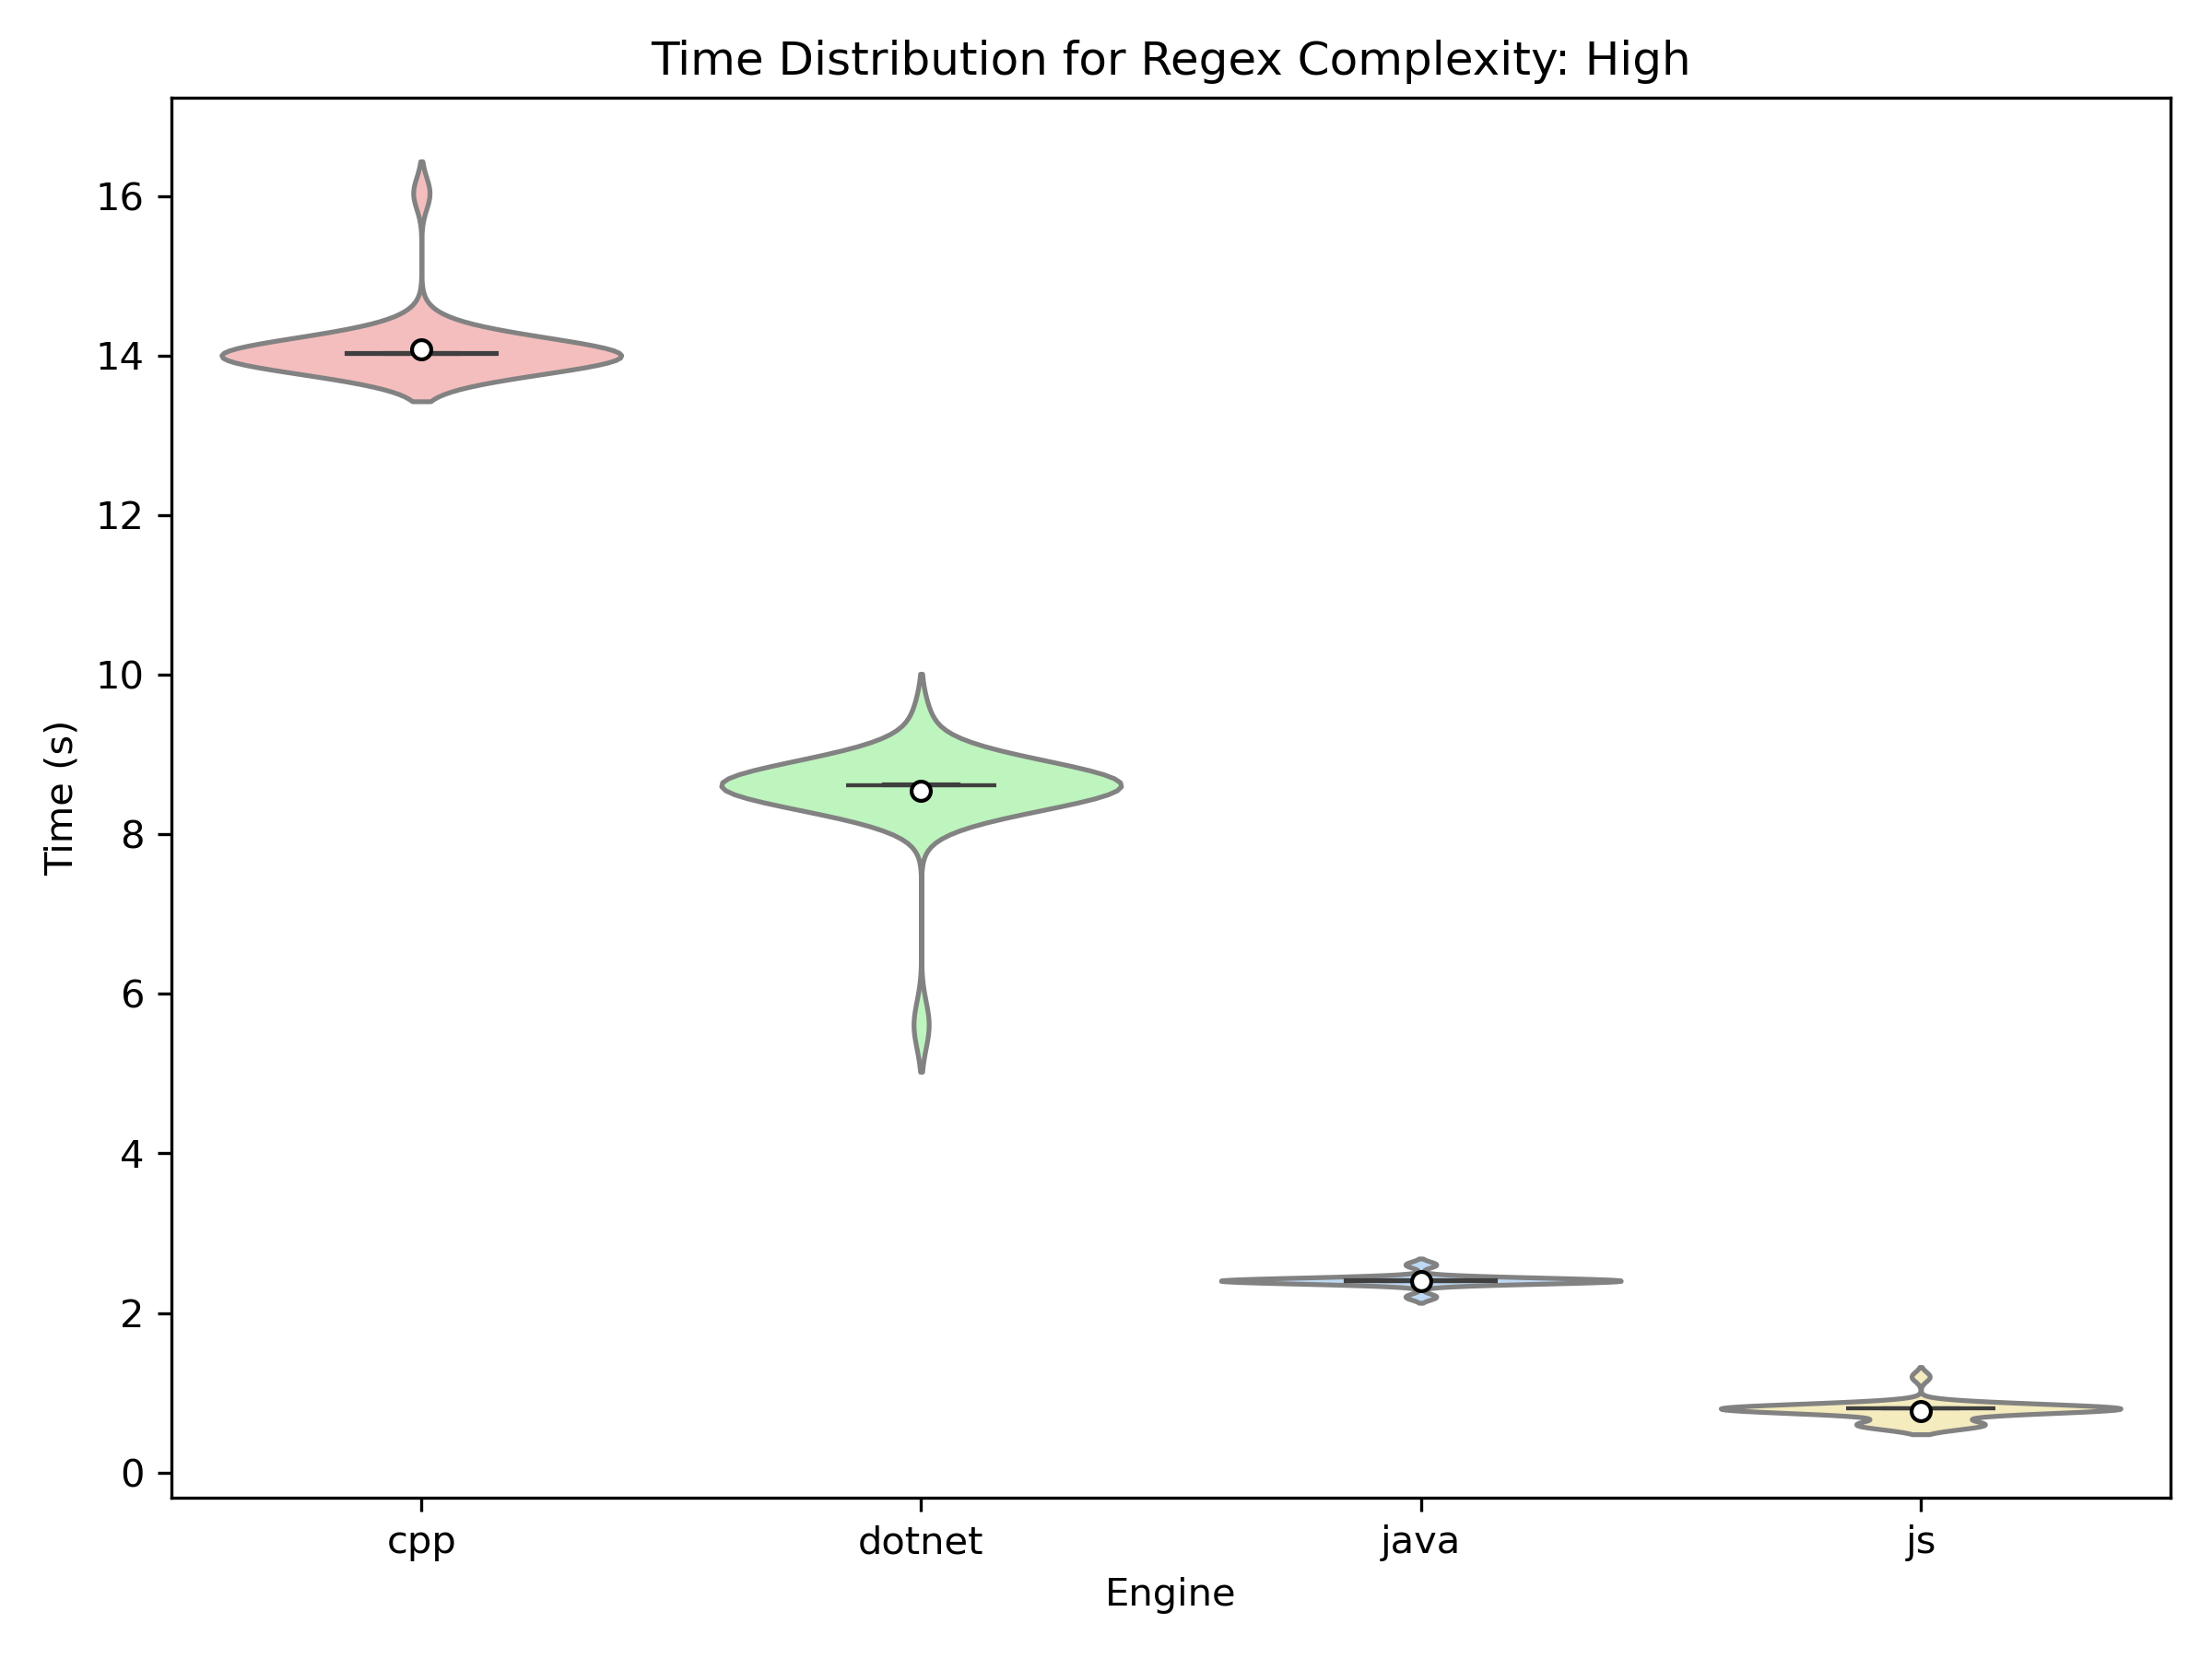 Time Distribution for Regex Complexity: High
16
14
12
10
8
6
4
2
0
Time (s)
cpp
dotnet
java
js
Engine